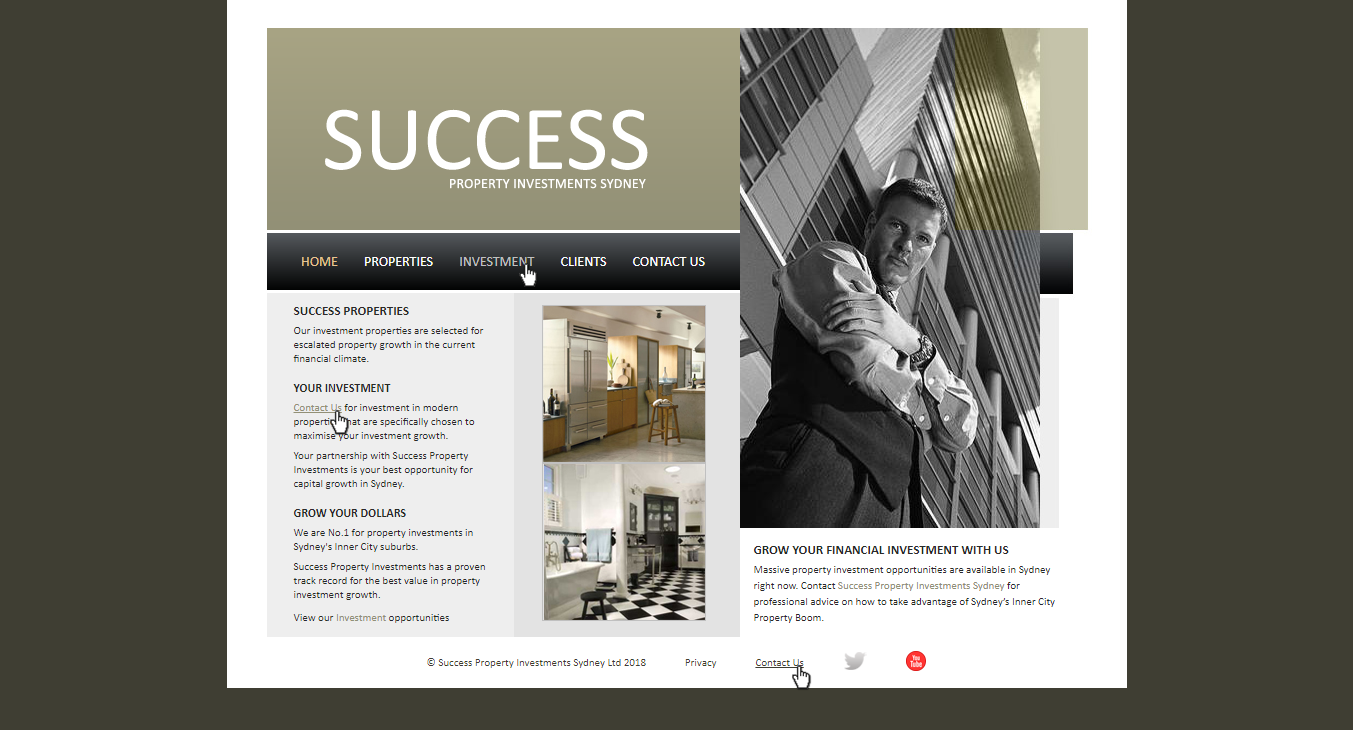 SUCCESS
PROPERTY INVESTMENTS SYDNEY
HOME PROPERTIES INVESTMENT CLIENTS CONTACT US
SUCCESS PROPERTIES
Our investment properties are selected for
escalated property growth in the current
financial climate.
YOUR INVESTMENT
Contact Us for investment in modern
that are specifically chosen to
maximise your investment growth.
Your partnership with Success Property
Investments is your best opportunity for
capital growth in Sydney.
GROW YOUR DOLLARS
We are No.1 for property investments in
Sydney's Inner City suburbs.
Success Property Investments has a proven
track record for the best value in property
investment growth.
View our Investment opportunities
GROW YOUR FINANCIAL INVESTMENT WITH US
Massive property investment opportunities are available in Sydney
right now. Contact Success Property Investments Sydney for
professional advice on how to take advantage of Sydney's Inner City
Property Boom.
© Success Property Investments Sydney Ltd 2018 Privacy Contact Us
You
Tube